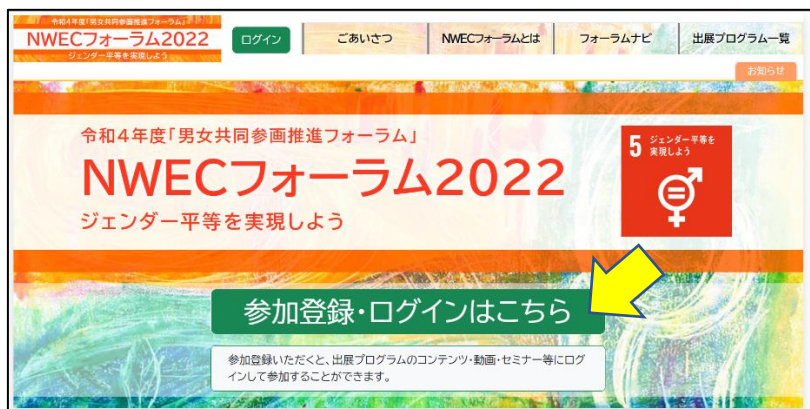 令和4年度「男女共同参画推進フォーラム」
NWECフォーラム2022
ジェンダー平等を実現しよう
ログイン
ごあいさつ
NWECフォーラムとは
フォーラムナビ
出展プログラム一覧
お知らせ
令和4年度「男女共同参画推進フォーラム」
NWECフォーラム2022
ジェンダー平等を実現しよう
5 ジェンダー平等を
実現しよう
参加登録・ログインはこちら
参加登録いただくと、出展プログラムのコンテンツ・動画・セミナー等にログ
インして参加することができます。